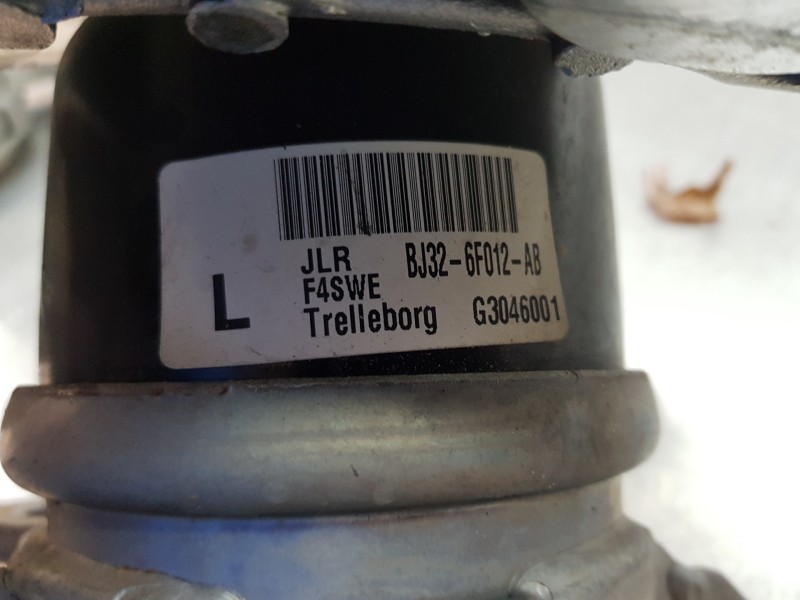 JLR BJ32-6F012-AB
F4SWE
L Trelleborg G3046001